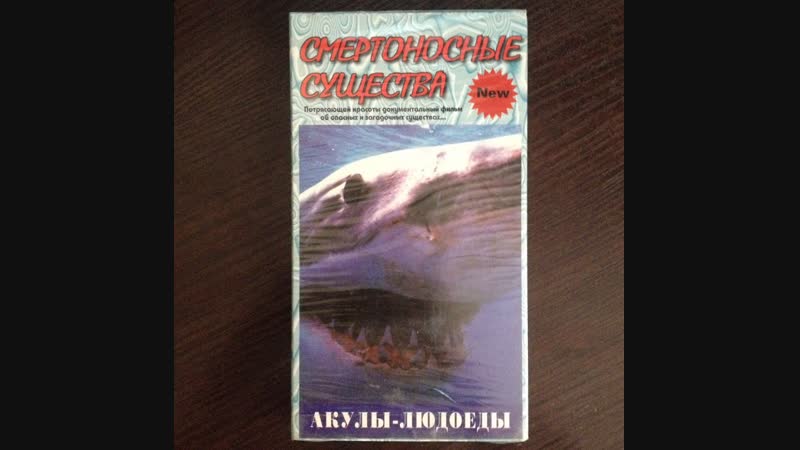 СМЕРТОНОСНЫЕ
СУЩЕСТВА
New
Потрясающей красоты документальный фильм
об опасных и загадочных существах...
АКУЛЫ-ЛЮДОЕДЫ